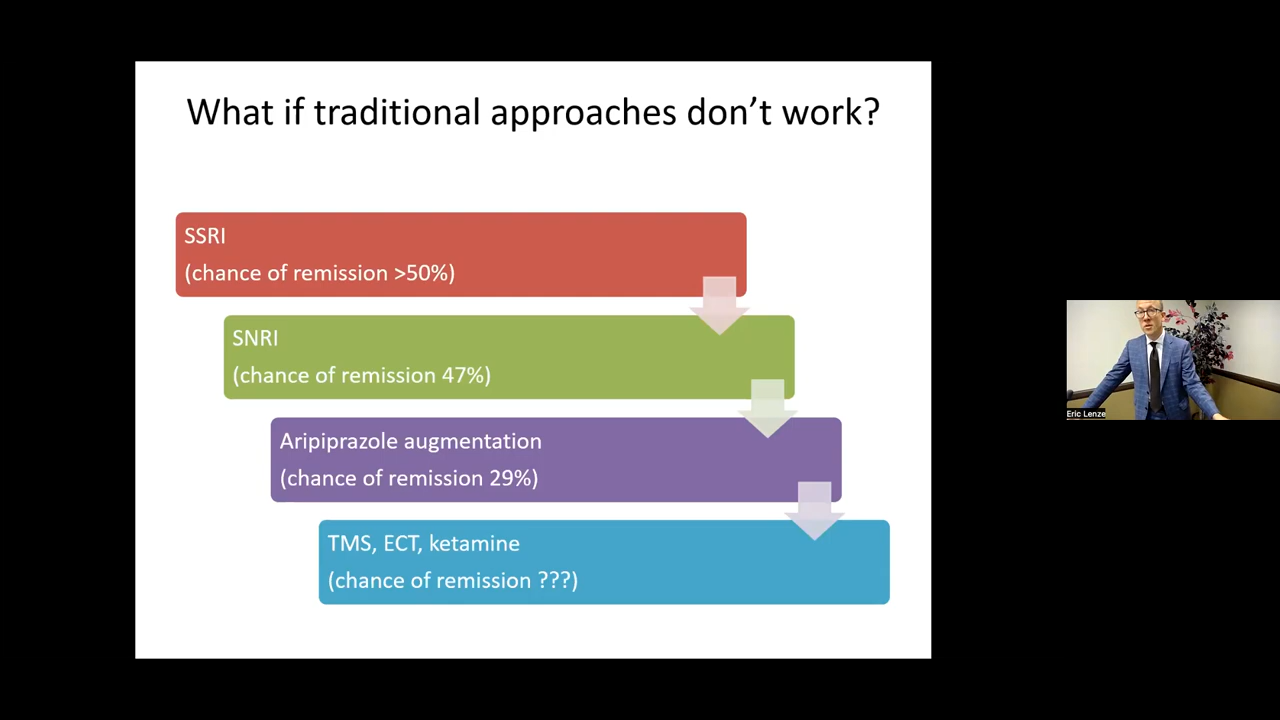 What if traditional approaches don’t work?
SSRI
(chance of remission >50%)
SNRI
(chance of remission 47%)
Aripiprazole augmentation
(chance of remission 29%)
TMS, ECT, ketamine
(chance of remission ???)
Eric Lenze